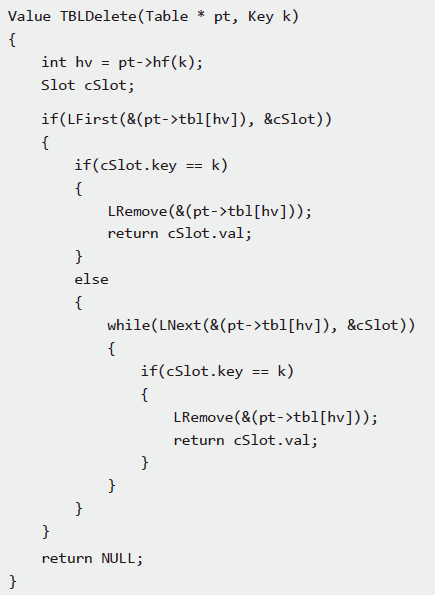 Value TBLDelete(Table * pt, Key k)
{
    int hv = pt->hf(k);
    Slot cSlot;
    if(LFirst(&(pt->tbl[hv]), &cSlot))
    {
        if(cSlot.key == k)
        {
            LRemove(&(pt->tbl[hv]));
            return cSlot.val;
        }
        else
        {
            while(LNext(&(pt->tbl[hv]), &cSlot))
            {
                if(cSlot.key == k)
                {
                    LRemove(&(pt->tbl[hv]));
                    return cSlot.val;
                }
            }
        }
    }
    return NULL;
}